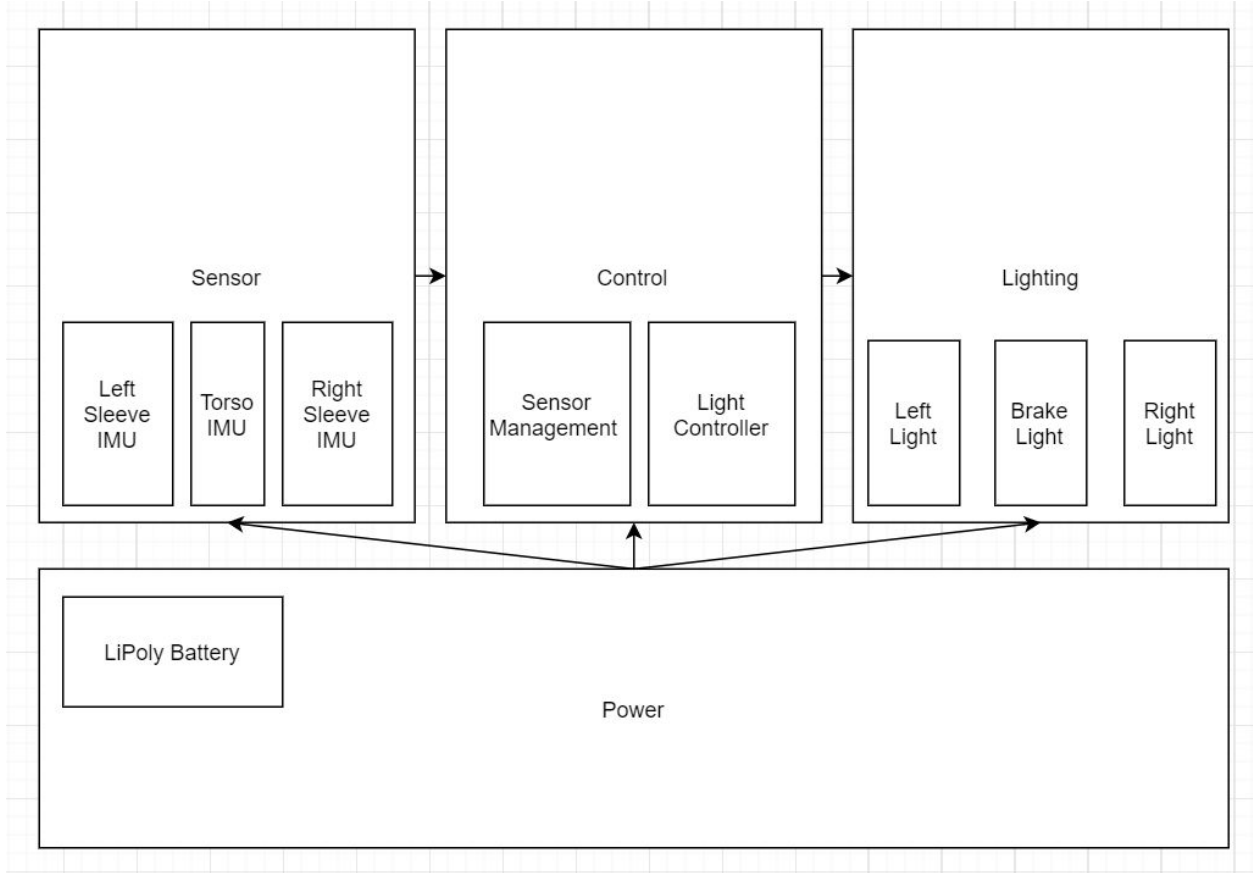 Sensor
Left
Sleeve
IMU
Torso
IMU
Right
Sleeve
IMU
Control
Sensor
Management
Light
Controller
Lighting
Left
Light
Brake
Light
Right
Light
LiPoly Battery
Power